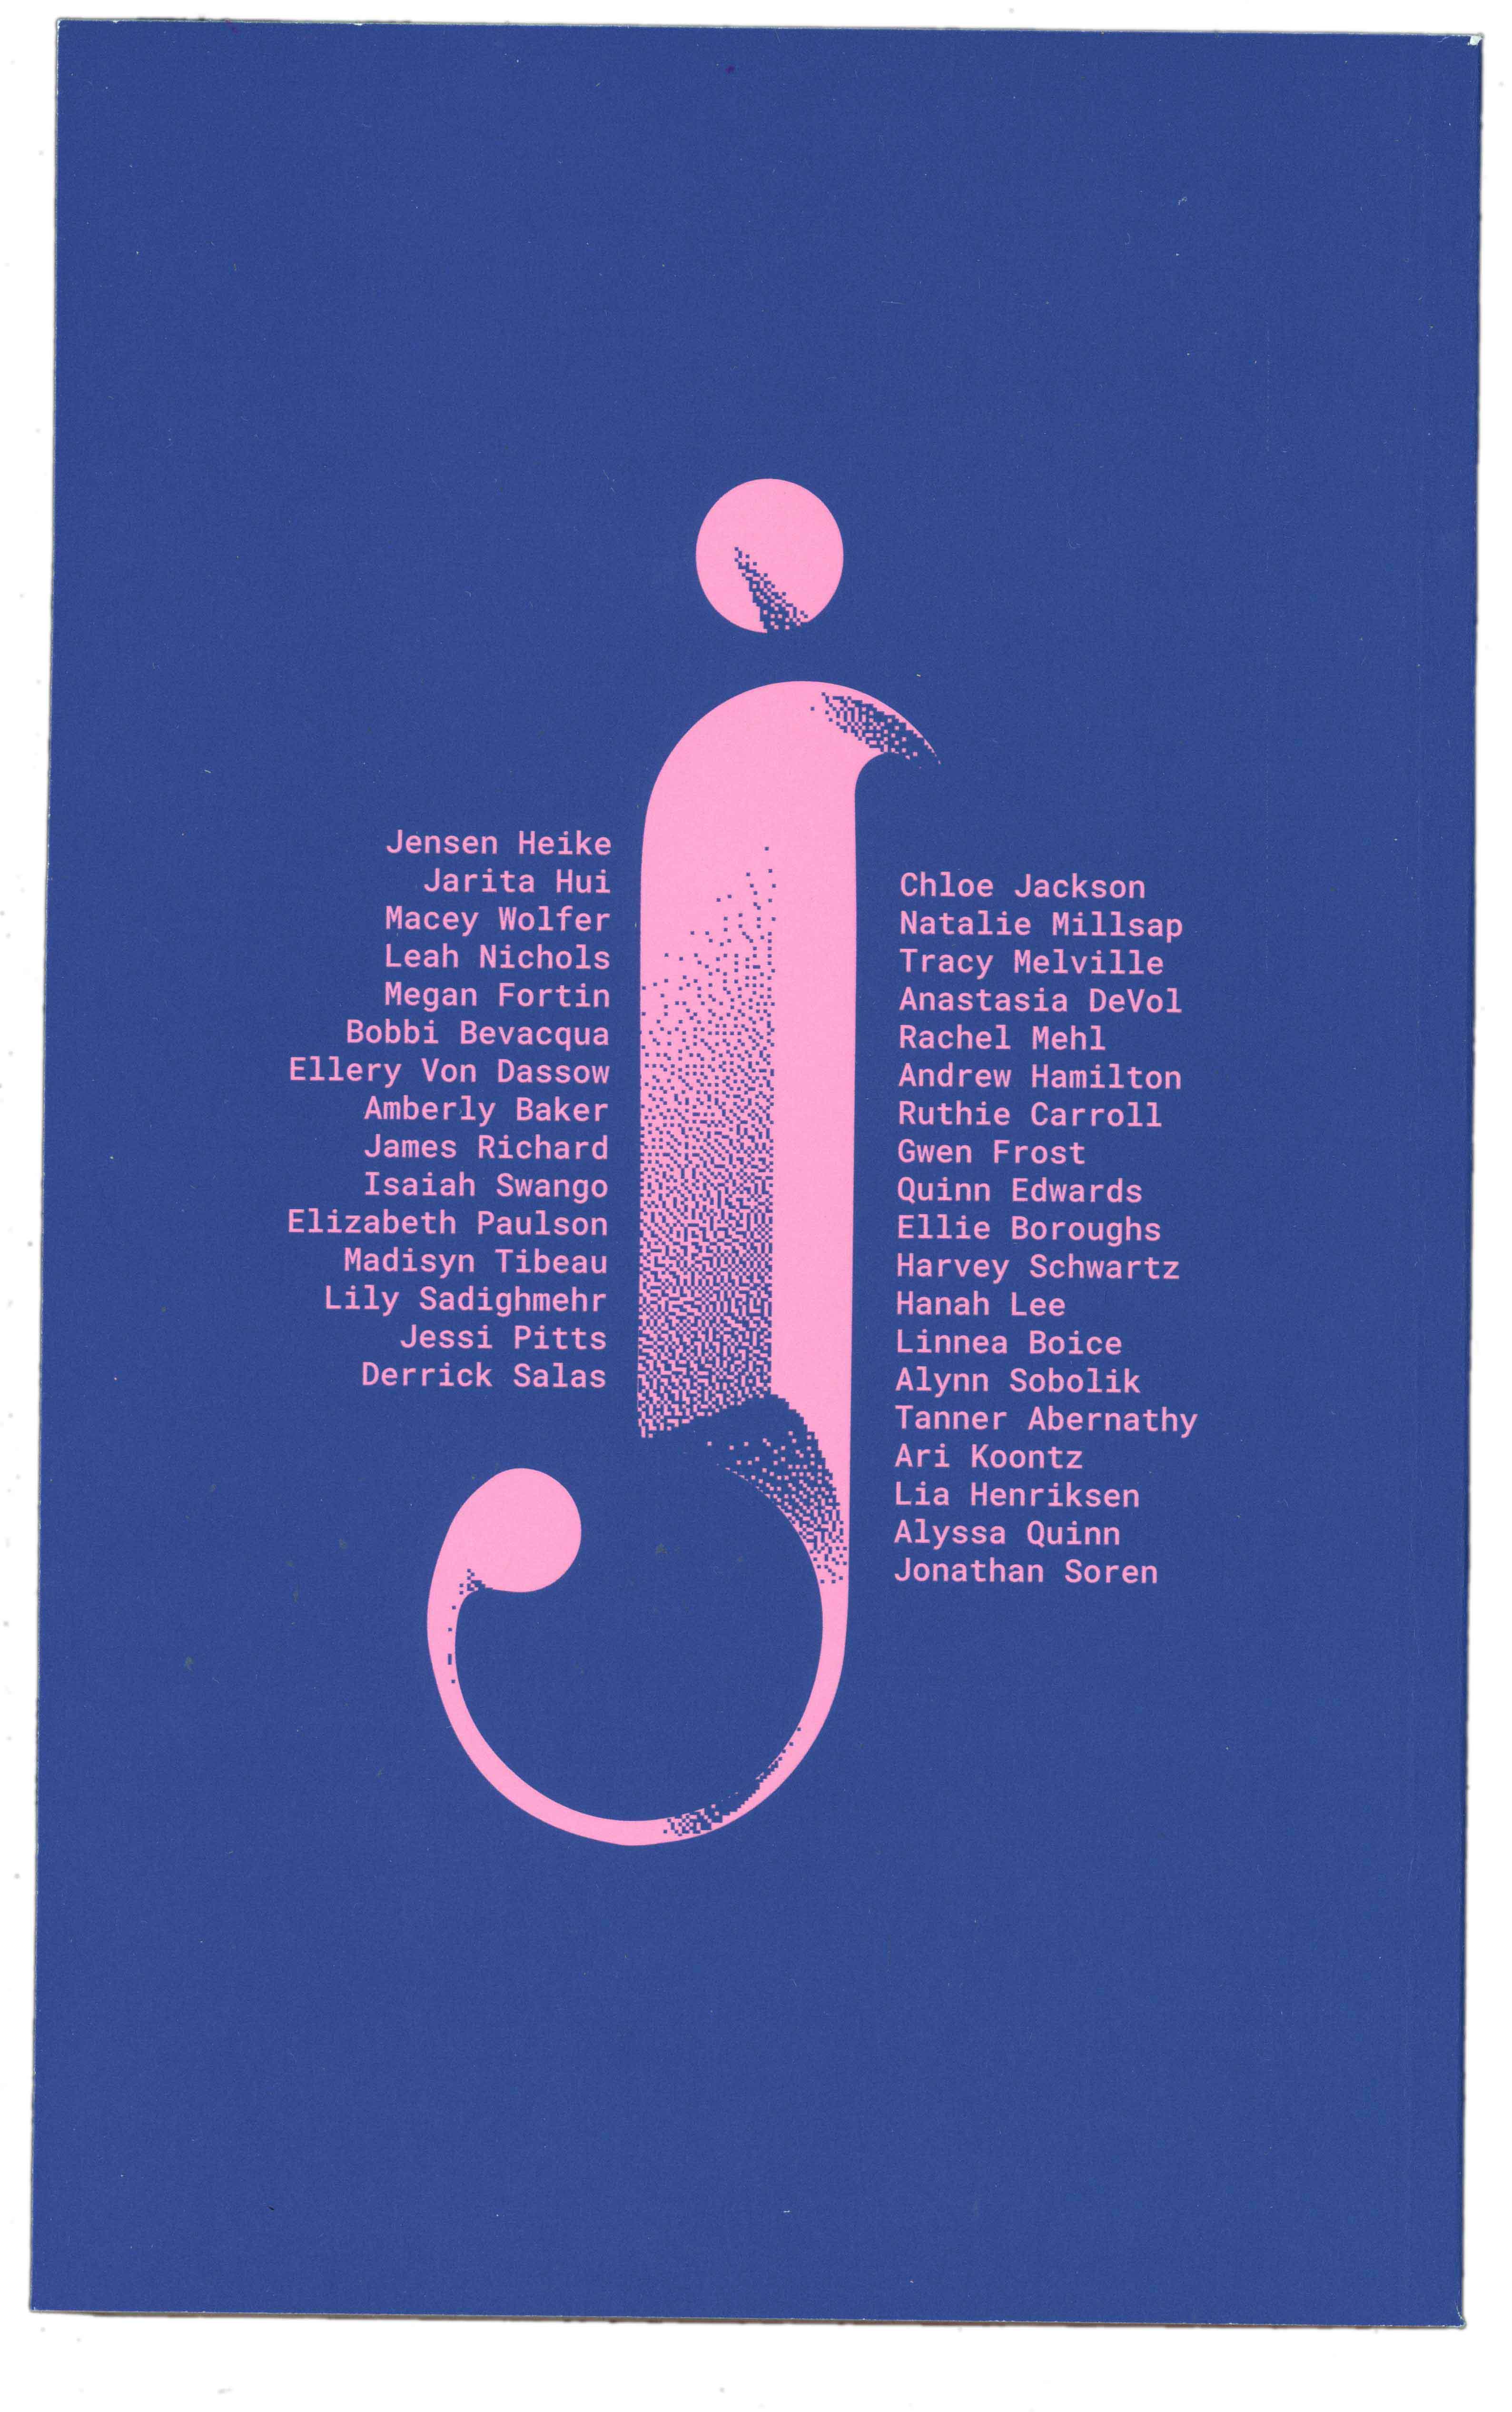 j
Jensen Heike
Jarita Hui
Macey Wolfer
Leah Nichols
Megan Fortin
Bobbi Bevacqua
Ellery Von Dassow
Amberly Baker
James Richard
Isaiah Swango
Elizabeth Paulson
Madisyn Tibeau
Lily Sadighmehr
Jessi Pitts
Derrick Salas
Chloe Jackson
Natalie Millsap
Tracy Melville
Anastasia DeVol
Rachel Mehl
Andrew Hamilton
Ruthie Carroll
Gwen Frost
Quinn Edwards
Ellie Boroughs
Harvey Schwartz
Hanah Lee
Linnea Boice
Alynn Sobolik
Tanner Abernathy
Ari Koontz
Lia Henriksen
Alyssa Quinn
Jonathan Soren